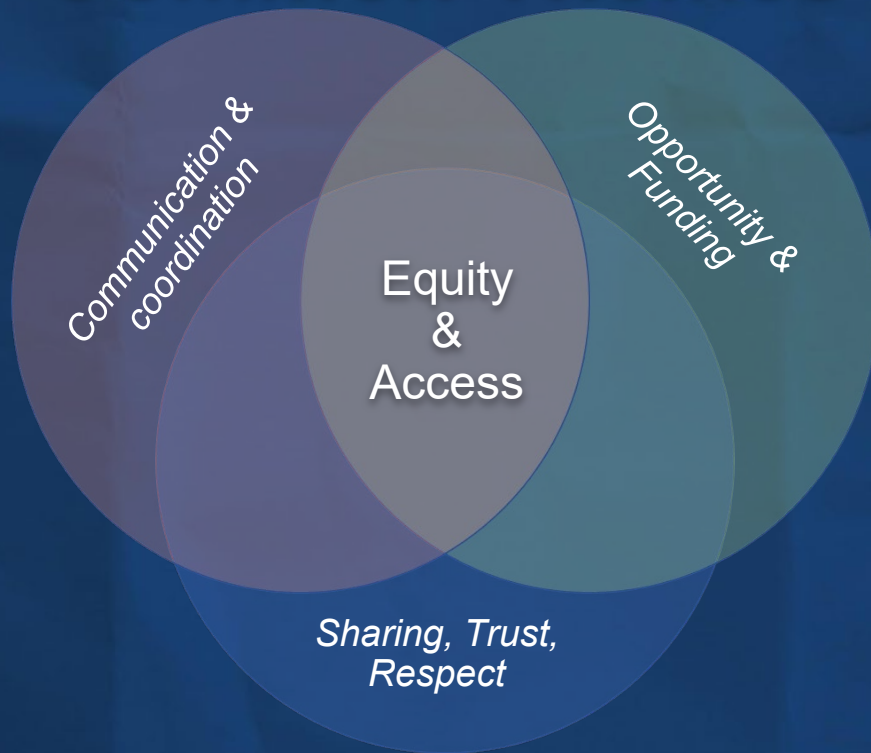 Communication &
coordination
Opportunity &
Funding
Equity
&
Access
Sharing, Trust,
Respect